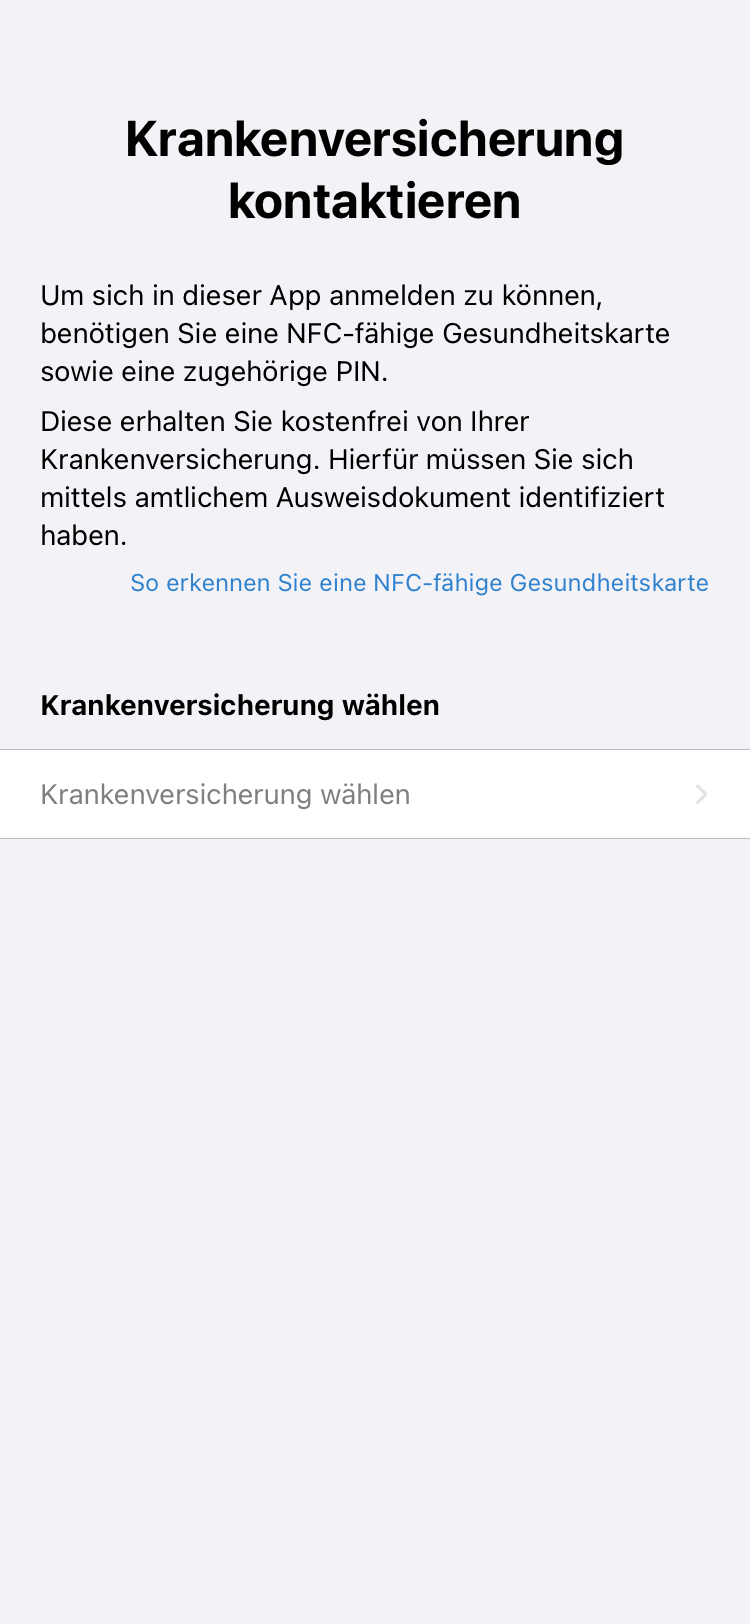 Krankenversicherung
kontaktieren
Um sich in dieser App anmelden zu können,
benötigen Sie eine NFC-fähige Gesundheitskarte
sowie eine zugehörige PIN.
Diese erhalten Sie kostenfrei von Ihrer
Krankenversicherung. Hierfür müssen Sie sich
mittels amtlichem Ausweisdokument identifiziert
haben.
So erkennen Sie eine NFC-fähige Gesundheitskarte
Krankenversicherung wählen
Krankenversicherung wählen